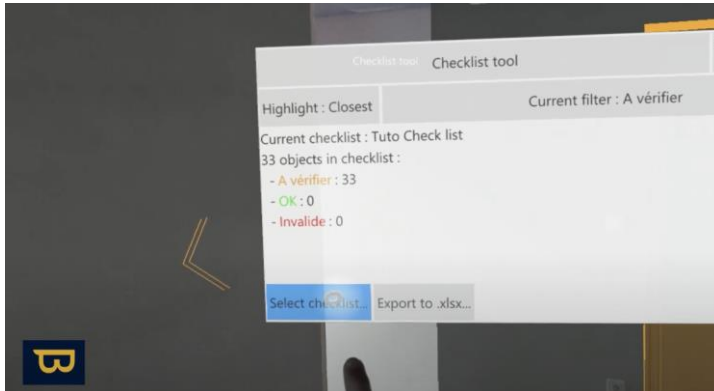 Checklist tool Checklist tool
Highlight : Closest
Current filter : A vérifier
Current checklist : Tuto Check list
33 objects in checklist :
- A vérifier : 33
- OK : 0
- Invalide : 0
Select checklist...
Export to .xlsx...